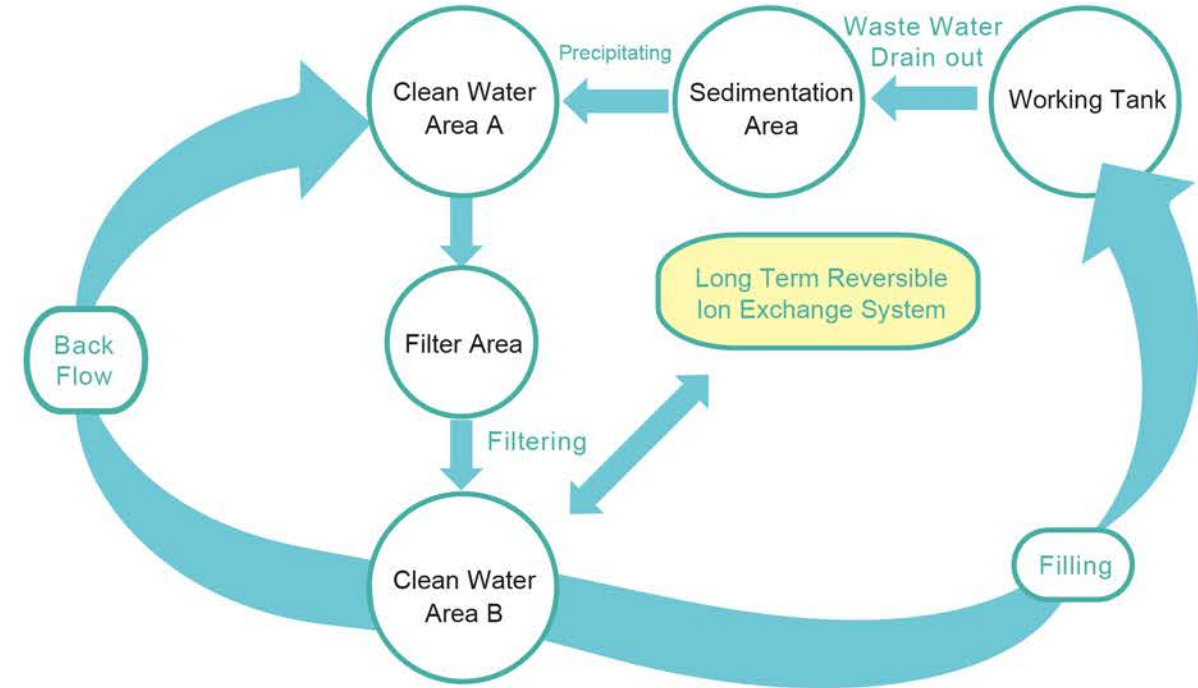 Clean Water
Area A
Precipitating
Sedimentation
Area
Waste Water
Drain out
Working Tank
Long Term Reversible
Ion Exchange System
Back
Flow
Filter Area
Filtering
Clean Water
Area B
Filling